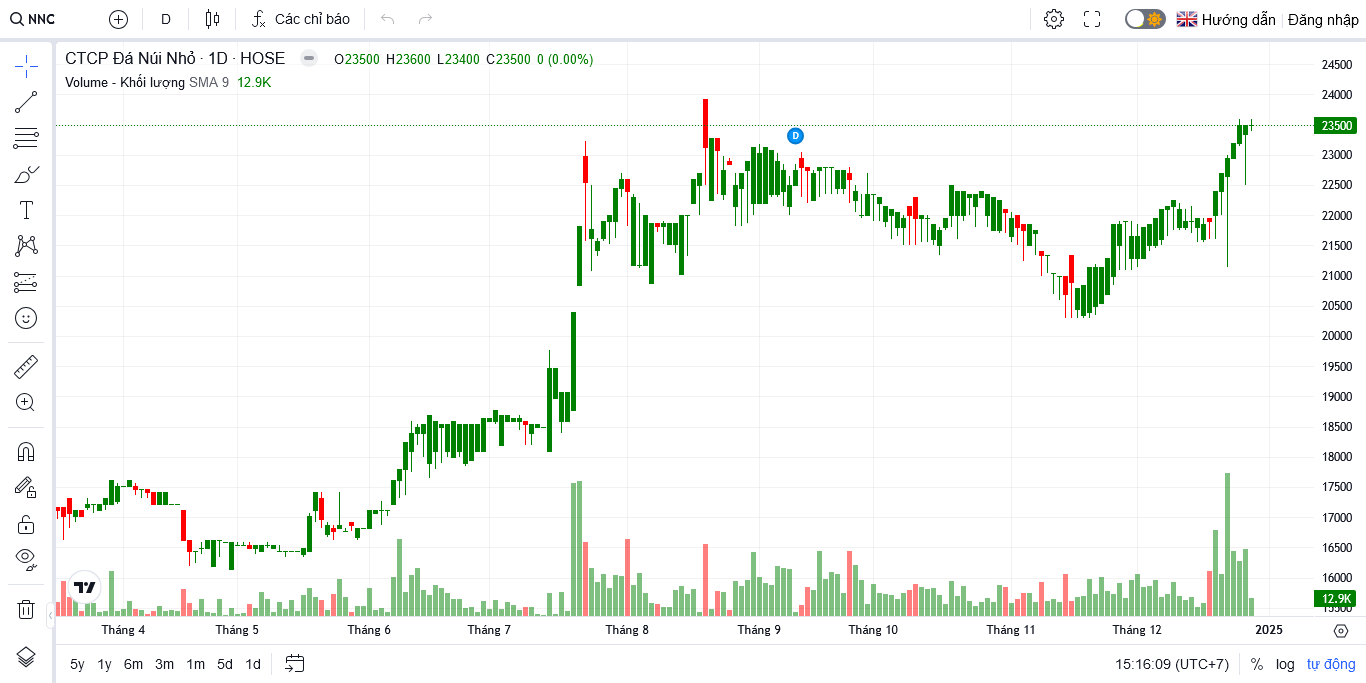 NNC D Các chỉ báo Hướng dẫn Đăng nhập
CTCP Đá Núi Nhỏ · 1D · HOSE O23500 H23600 L23400 C23500 0 (0.00%)
Volume - Khối lượng SMA 9 12.9K
D
24500
24000
23500
23000
22500
22000
21500
21000
20500
20000
19500
19000
18500
18000
17500
17000
16500
16000
12.9K
15500
Tháng 4 Tháng 5 Tháng 6 Tháng 7 Tháng 8 Tháng 9 Tháng 10 Tháng 11 Tháng 12 2025
5y 1y 6m 3m 1m 5d 1d 15:16:09 (UTC+7) % log tự động